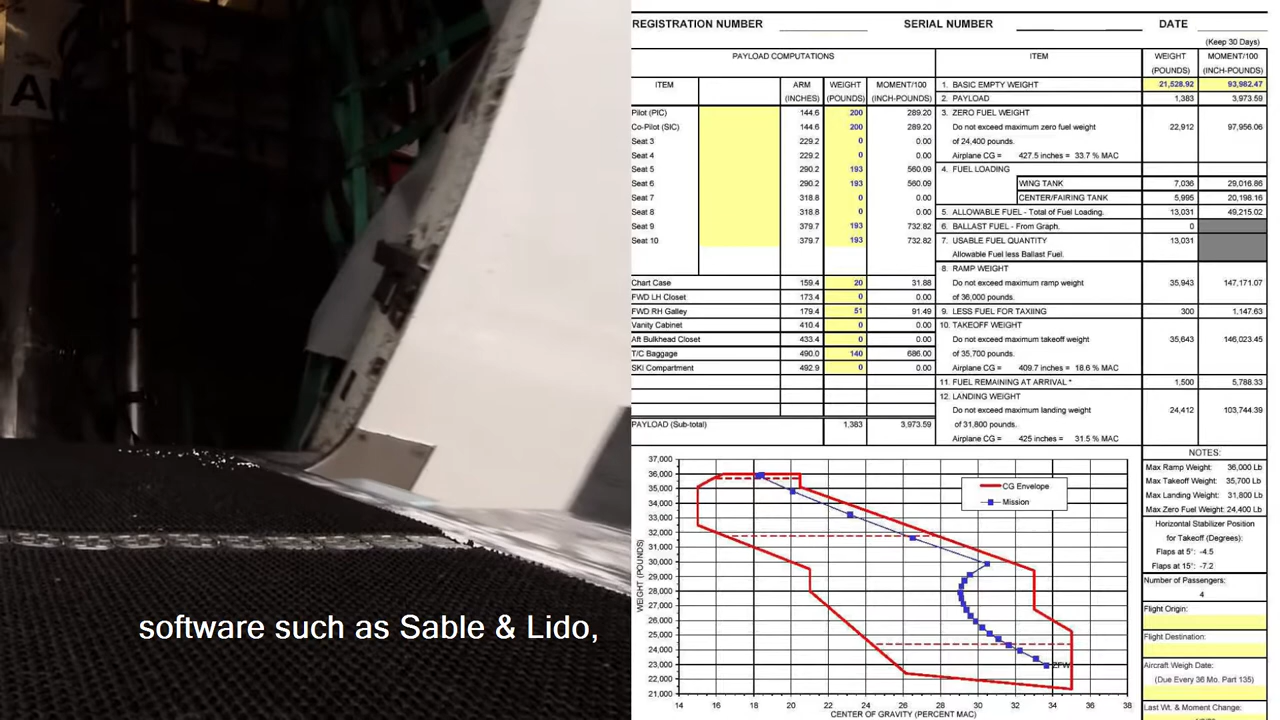 A
software such as Sable & Lido,
REGISTRATION NUMBER SERIAL NUMBER DATE
(Keep 30 Days)
PAYLOAD COMPUTATIONS ITEM WEIGHT (POUNDS) MOMENT/100 (INCH-POUNDS)
ITEM ARM (INCHES) WEIGHT (POUNDS) MOMENT/100 (INCH-POUNDS)
Pilot (PIC) 144.6 200 289.20
Co-Pilot (SIC) 144.6 200 289.20
Seat 3 229.2 0 0.00
Seat 4 229.2 0 0.00
Seat 5 290.2 193 560.09
Seat 6 290.2 193 560.09
Seat 7 318.8 0 0.00
Seat 8 318.8 0 0.00
Seat 9 379.7 193 732.82
Seat 10 379.7 193 732.82
Chart Case 159.4 20 31.88
FWD LH Closet 173.4 0 0.00
FWD RH Galley 179.4 51 91.49
Vanity Cabinet 410.4 0 0.00
Aft Bulkhead Closet 433.4 0 0.00
T/C Baggage 490.0 140 686.00
SKI Compartment 492.9 0 0.00
PAYLOAD (Sub-total) 1,383 3,973.59
1. BASIC EMPTY WEIGHT 21,528.92 93,982.47
2. PAYLOAD 1,383 3,973.59
3. ZERO FUEL WEIGHT
Do not exceed maximum zero fuel weight 22,912 97,956.06
of 24,400 pounds.
Airplane CG = 427.5 inches = 33.7 % MAC
4. FUEL LOADING
WING TANK 7,036 29,016.86
CENTER/FAIRING TANK 5,995 20,198.16
5. ALLOWABLE FUEL - Total of Fuel Loading. 13,031 49,215.02
6. BALLAST FUEL - From Graph. 0
7. USABLE FUEL QUANTITY 13,031
Allowable Fuel less Ballast Fuel.
8. RAMP WEIGHT
Do not exceed maximum ramp weight 35,943 147,171.07
of 36,000 pounds.
9. LESS FUEL FOR TAXIING 300 1,147.63
10. TAKEOFF WEIGHT
Do not exceed maximum takeoff weight 35,643 146,023.45
of 35,700 pounds.
Airplane CG = 409.7 inches = 18.6 % MAC
11. FUEL REMAINING AT ARRIVAL * 1,500 5,788.33
12. LANDING WEIGHT
Do not exceed maximum landing weight 24,412 103,744.39
of 31,800 pounds.
Airplane CG = 425 inches = 31.5 % MAC
37,000
36,000
35,000
34,000
33,000
32,000
31,000
30,000
29,000
28,000
27,000
26,000
25,000
24,000
23,000
22,000
21,000
WEIGHT (POUNDS)
CG Envelope
Mission
ZFW
14 16 18 20 22 24 26 28 30 32 34 36 38
CENTER OF GRAVITY (PERCENT MAC)
NOTES:
Max Ramp Weight: 36,000 Lb
Max Takeoff Weight: 35,700 Lb
Max Landing Weight: 31,800 Lb
Max Zero Fuel Weight: 24,400 Lb
Horizontal Stabilizer Position
for Takeoff (Degrees):
Flaps at 5°: -4.5
Flaps at 15°: -7.2
Number of Passengers:
4
Flight Origin:
Flight Destination:
Aircraft Weigh Date:
(Due Every 36 Mo. Part 135)
Last Wt. & Moment Change: